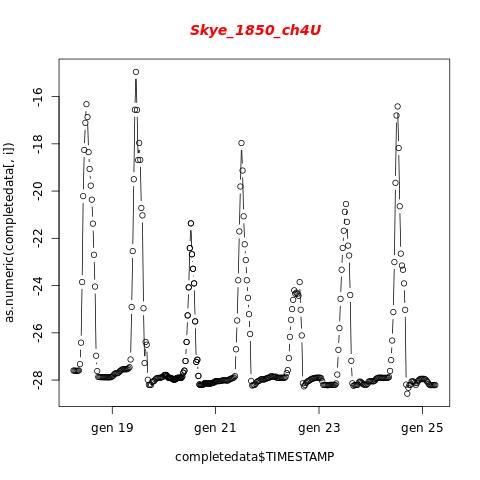 Skye_1850_ch4U
as.numeric(completedata[, i])
-16
-18
-20
-22
-24
-26
-28
gen 19
gen 21
gen 23
gen 25
completedata$TIMESTAMP